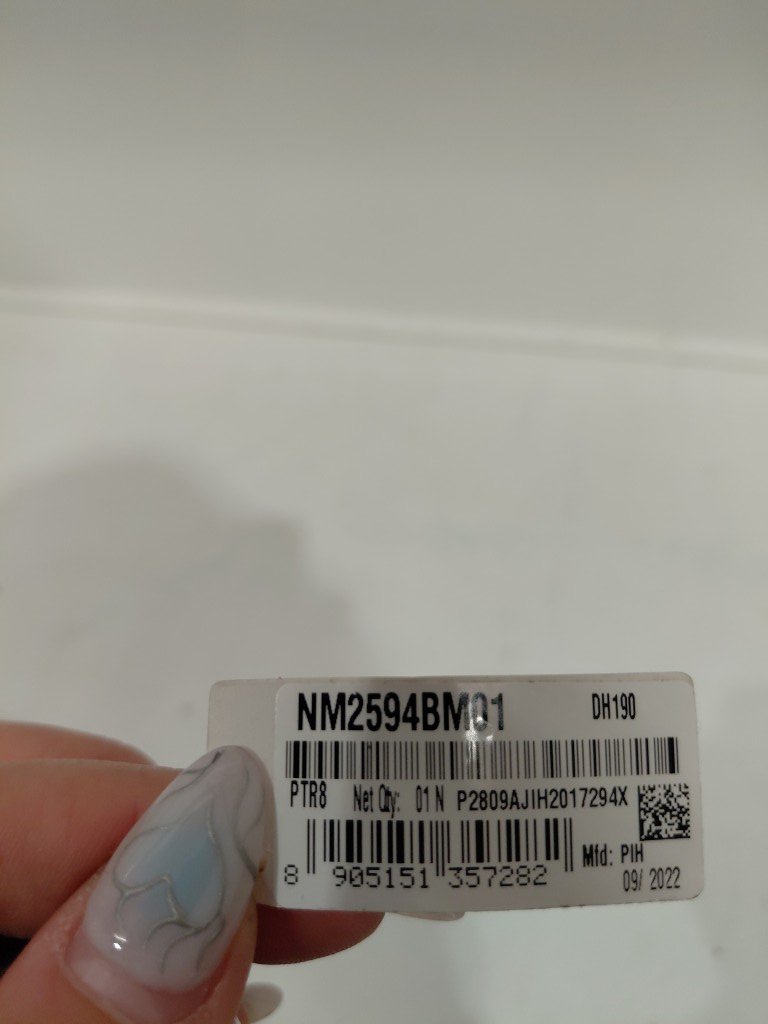 NM2594BM01 DH190
PTR8 Net Qty: 01 N P2809AJIH2017294X
Mfd: PIH
8 905151 357282 09/ 2022